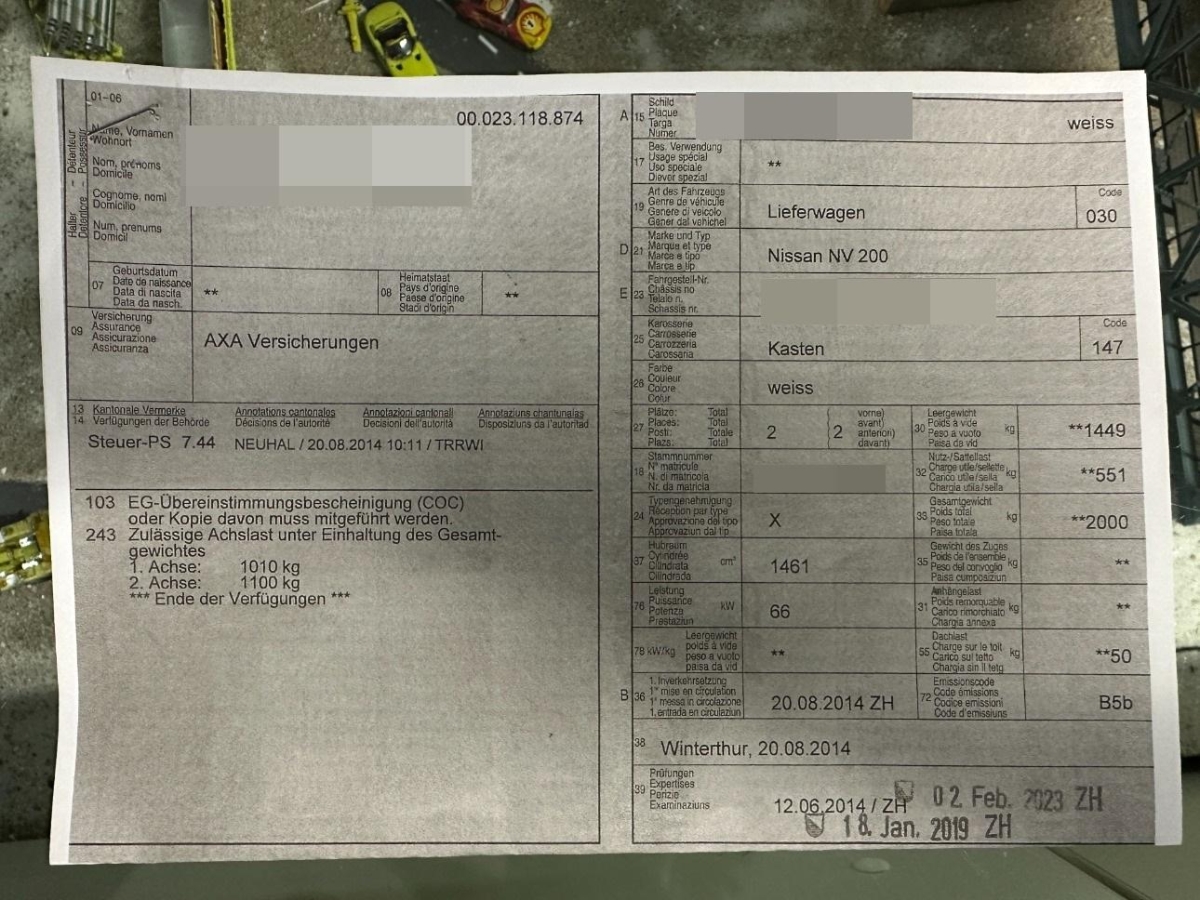 01-06
00.023.118.874
Halter – Détenteur
Detentore – Possessur
Name, Vornamen
Wohnort
Nom, prénoms
Domicile
Cognome, nomi
Domicilio
Num, prenums
Domicil
07
Geburtsdatum
Date de naissance
Data di nascita
Data da nasch.
**
08
Heimatstaat
Pays d'origine
Paese d'origine
Stadi d'origin
**
09
Versicherung
Assurance
Assicurazione
Assicuranza
AXA Versicherungen
13 Kantonale Vermerke Annotations cantonales Annotazioni cantonali Annotaziuns chantunalas
14 Verfügungen der Behörde Décisions de l'autorité Decisioni dell'autorità Disposiziuns da l'autoritad
Steuer-PS 7.44 NEUHAL / 20.08.2014 10:11 / TRRWI
103 EG-Übereinstimmungsbescheinigung (COC)
oder Kopie davon muss mitgeführt werden.
243 Zulässige Achslast unter Einhaltung des Gesamt-
gewichtes
1. Achse: 1010 kg
2. Achse: 1100 kg
*** Ende der Verfügungen ***
A 15
Schild
Plaque
Targa
Numer
weiss
17
Bes. Verwendung
Usage spécial
Uso speciale
Diever spezial
**
19
Art des Fahrzeugs
Genre de véhicule
Genere di veicolo
Gener dal vehichel
Lieferwagen
Code
030
D 21
Marke und Typ
Marque et type
Marca e tipo
Marca e tip
Nissan NV 200
E 23
Fahrgestell-Nr.
Châssis no
Telaio n.
Schassis nr.
25
Karosserie
Carrosserie
Carrozzeria
Carossaria
Kasten
Code
147
26
Farbe
Couleur
Colore
Colur
weiss
27
Plätze: Total
Places: Total
Posti: Totale
Plazs: Total
2
2
vorne)
avant)
anteriori)
davant)
30
Leergewicht
Poids à vide
Peso a vuoto
Paisa da vid
kg
**1449
18
Stammnummer
N° matricule
N. di matricola
Nr. da matricla
32
Nutz-/Sattellast
Charge utile/sellette
Carico utile/sella
Chargia utila/sella
kg
**551
24
Typengenehmigung
Réception par type
Approvazione del tipo
Approvaziun dal tip
X
33
Gesamtgewicht
Poids total
Peso totale
Paisa totala
kg
**2000
37
Hubraum
Cylindrée
Cilindrata
Cilindrada
cm³
1461
35
Gewicht des Zuges
Poids de l'ensemble
Peso del convoglio
Paisa cumposiziun
kg
**
76
Leistung
Puissance
Potenza
Prestaziun
kW
66
31
Anhängelast
Poids remorquable
Carico rimorchiato
Chargia annexa
kg
**
78 kW/kg
Leergewicht
poids à vide
peso a vuoto
paisa da vid
**
55
Dachlast
Charge sur le toit
Carico sul tetto
Chargia sin il tetg
kg
**50
B 36
1. Inverkehrsetzung
1re mise en circulation
1a messa in circolazione
1. entrada en circulaziun
20.08.2014 ZH
72
Emissionscode
Code émissions
Codice emissioni
Code d'emissiuns
B5b
38
Winterthur, 20.08.2014
39
Prüfungen
Expertises
Perizie
Examinaziuns
12.06.2014 / ZH
02. Feb. 2023 ZH
18. Jan. 2019 ZH